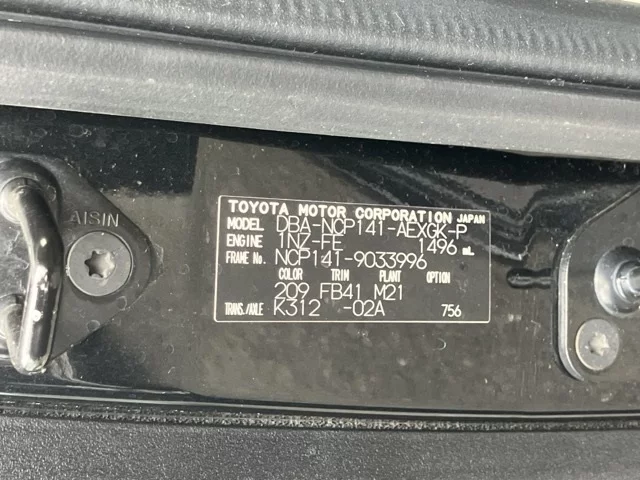 AISIN
TOYOTA MOTOR CORPORATION JAPAN
MODEL DBA-NCP141-AEXGK-P
ENGINE 1NZ-FE 1496 mL
FRAME No. NCP141-9033996
COLOR TRIM PLANT OPTION
209 FB41 M21
TRANS./AXLE K312 -02A 756